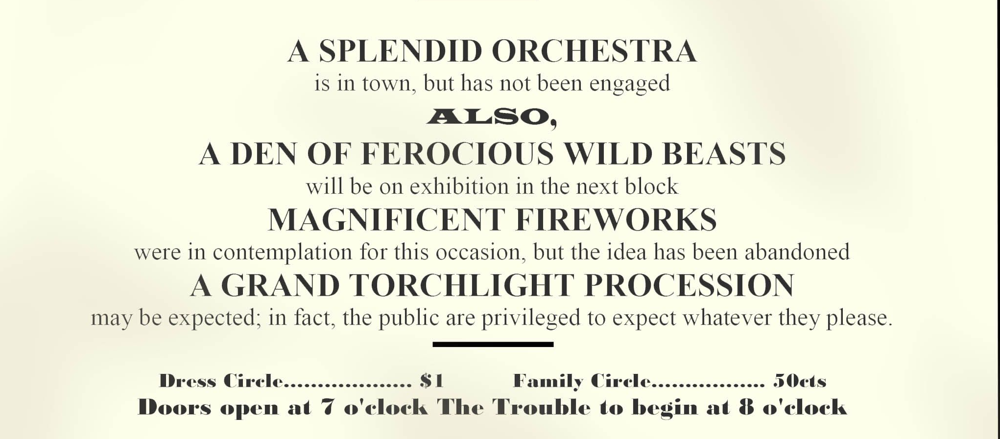 A SPLENDID ORCHESTRA
is in town, but has not been engaged
ALSO,
A DEN OF FEROCIOUS WILD BEASTS
will be on exhibition in the next block
MAGNIFICENT FIREWORKS
were in contemplation for this occasion, but the idea has been abandoned
A GRAND TORCHLIGHT PROCESSION
may be expected; in fact, the public are privileged to expect whatever they please.
Dress Circle................... $1 Family Circle................. 50cts
Doors open at 7 o'clock The Trouble to begin at 8 o'clock